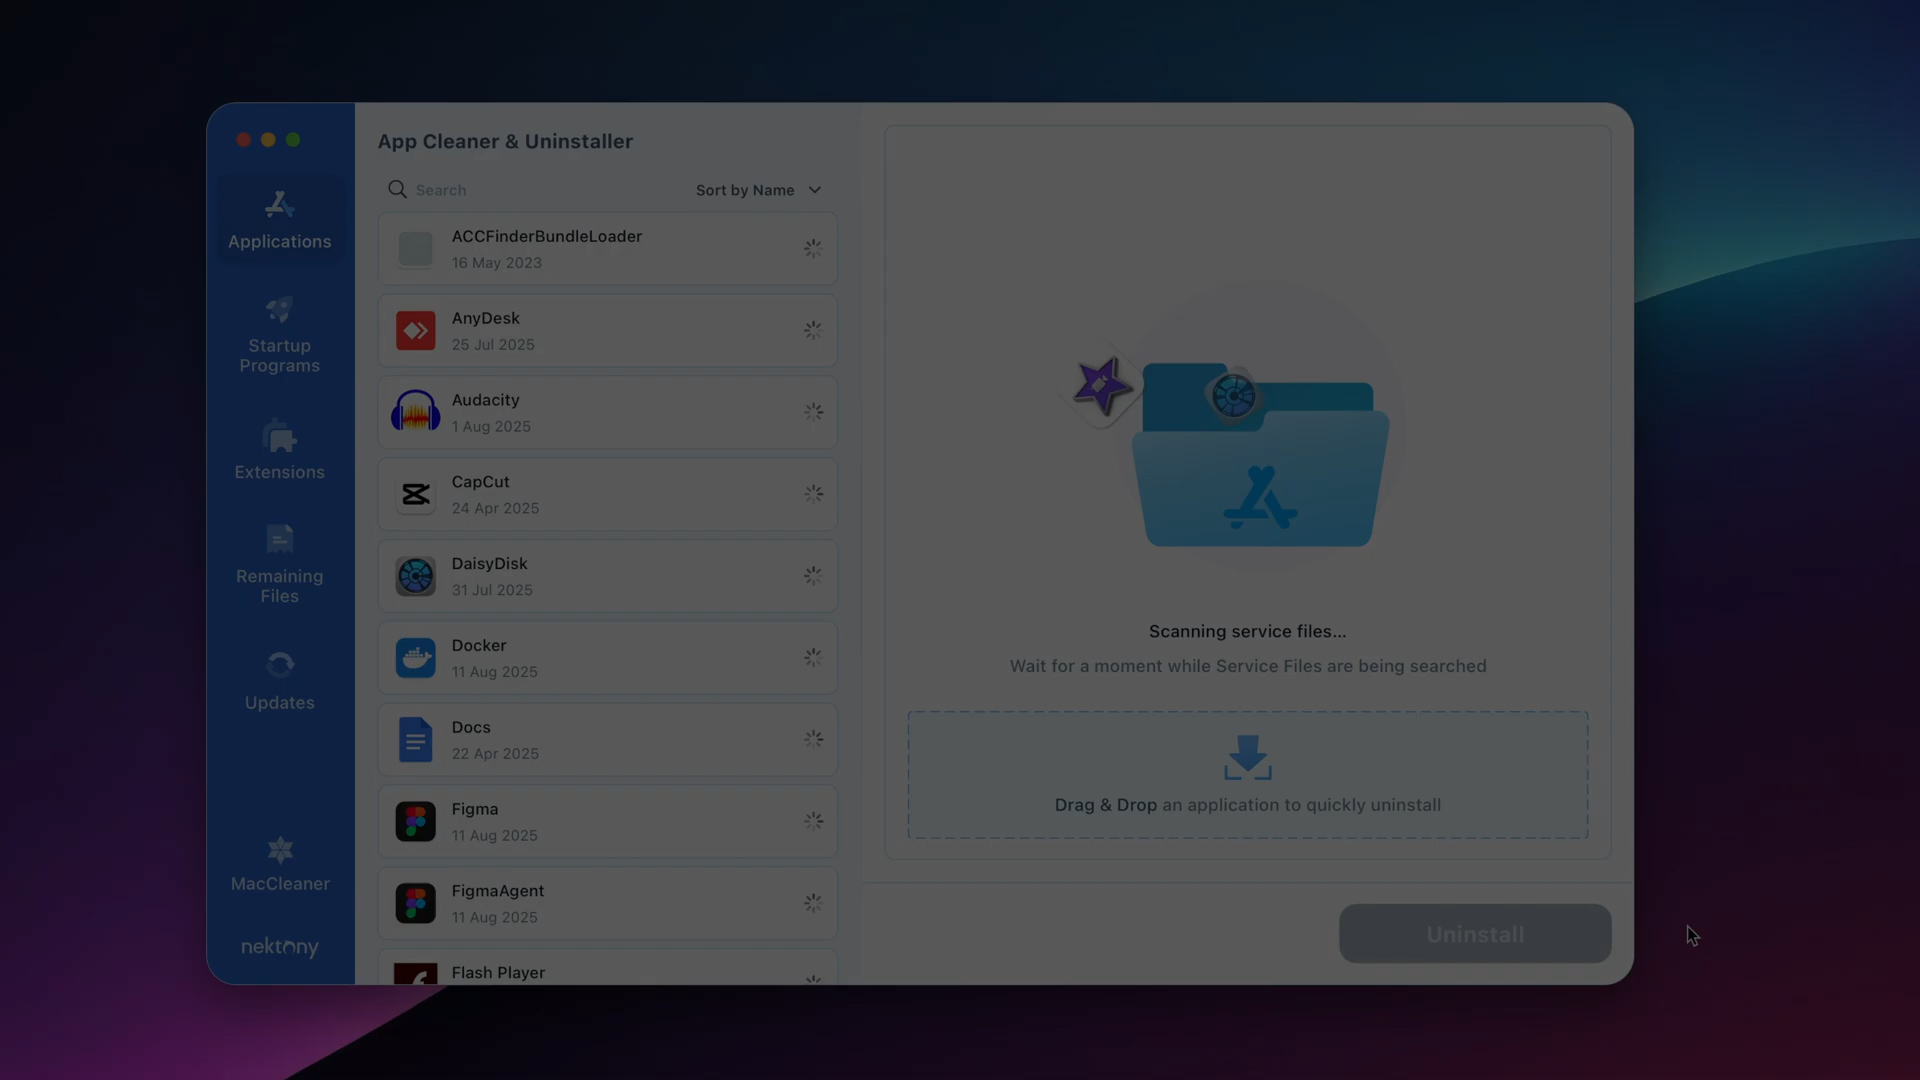 App Cleaner & Uninstaller
Search
Sort by Name
Applications
Startup
Programs
Extensions
Remaining
Files
Updates
MacCleaner
nektony
ACCFinderBundleLoader
16 May 2023
AnyDesk
25 Jul 2025
Audacity
1 Aug 2025
CapCut
24 Apr 2025
DaisyDisk
31 Jul 2025
Docker
11 Aug 2025
Docs
22 Apr 2025
Figma
11 Aug 2025
FigmaAgent
11 Aug 2025
Flash Player
Scanning service files...
Wait for a moment while Service Files are being searched
Drag & Drop an application to quickly uninstall
Uninstall